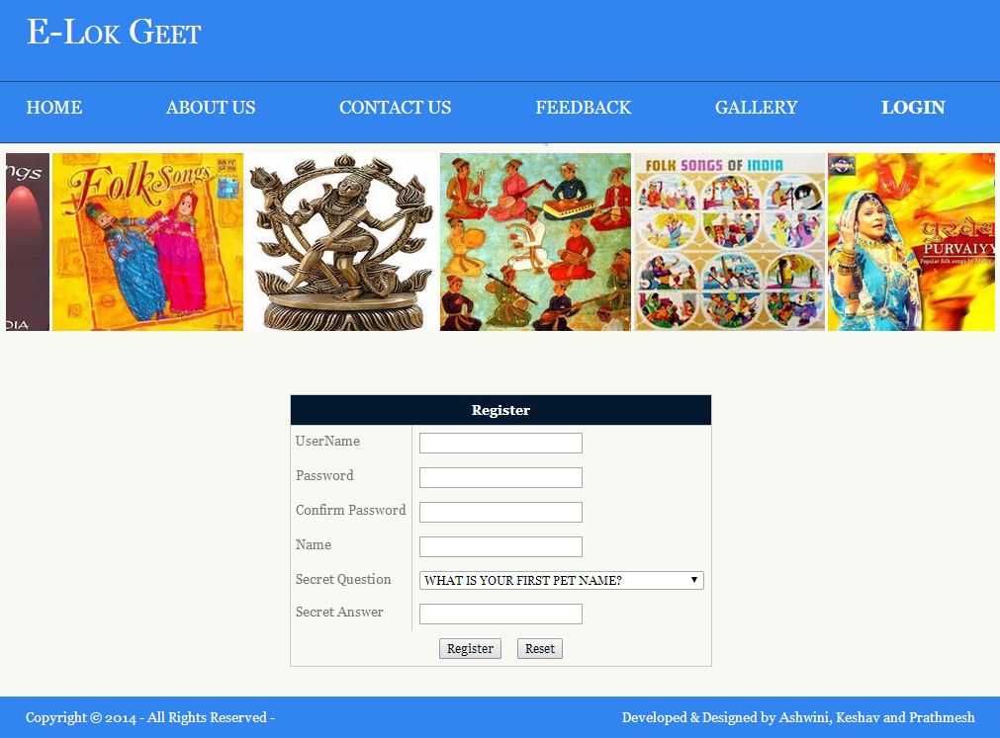 E-Lok Geet
HOME ABOUT US CONTACT US FEEDBACK GALLERY LOGIN
ngs
DIA
Folk Songs
FOLK SONGS OF INDIA
पुरवैय
PURVAIYY
Popular folk songs by
Register
UserName
Password
Confirm Password
Name
Secret Question WHAT IS YOUR FIRST PET NAME?
Secret Answer
Register Reset
Copyright © 2014 - All Rights Reserved -
Developed & Designed by Ashwini, Keshav and Prathmesh